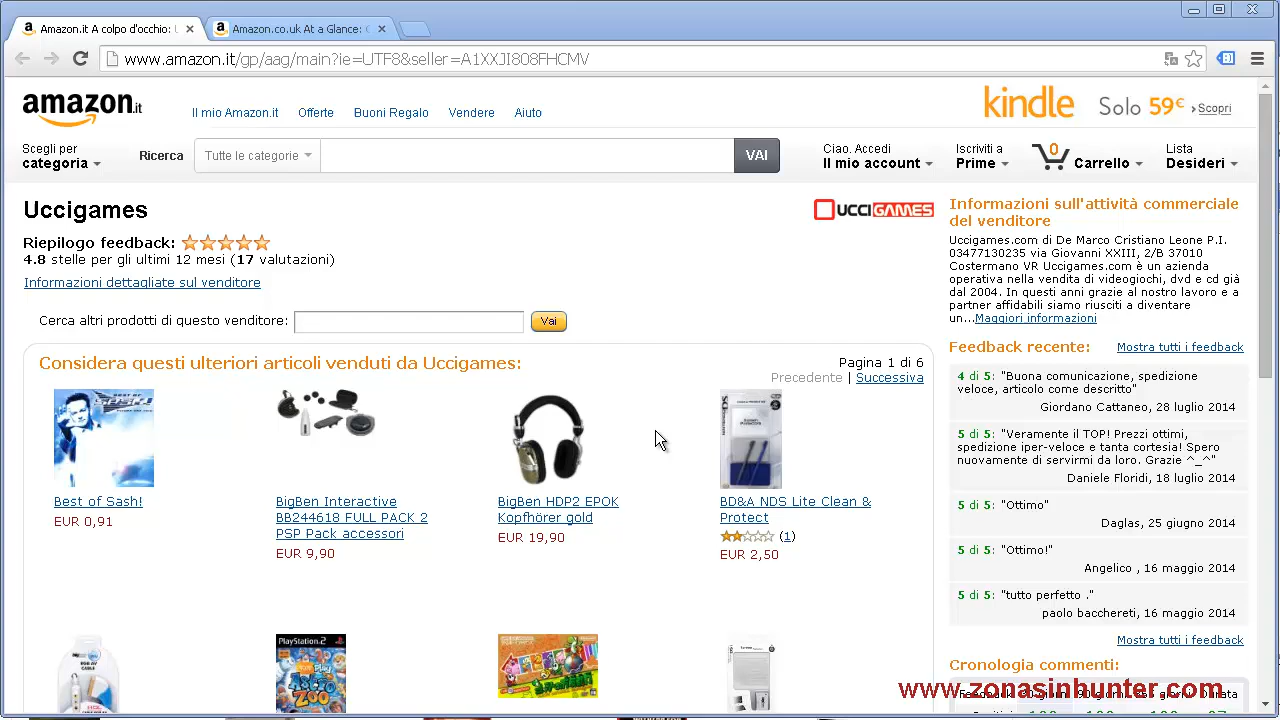 Amazon.it A colpo d'occhio:
Amazon.co.uk At a Glance:
www.amazon.it/gp/aag/main?ie=UTF8&seller=A1XXJI8O8FHCMV
amazon.it
Il mio Amazon.it Offerte Buoni Regalo Vendere Aiuto
kindle Solo 59€ ›Scopri
Scegli per
categoria
Ricerca Tutte le categorie VAI
Ciao. Accedi
Il mio account
Iscriviti a
Prime
0
Carrello
Lista
Desideri
Uccigames
UCCIGAMES
Riepilogo feedback:
4.8 stelle per gli ultimi 12 mesi (17 valutazioni)
Informazioni dettagliate sul venditore
Cerca altri prodotti di questo venditore: Vai
Considera questi ulteriori articoli venduti da Uccigames:
Pagina 1 di 6
Precedente | Successiva
Best of Sash!
EUR 0,91
BigBen Interactive
BB244618 FULL PACK 2
PSP Pack accessori
EUR 9,90
BigBen HDP2 EPOK
Kopfhörer gold
EUR 19,90
BD&A NDS Lite Clean &
Protect
(1)
EUR 2,50
PlayStation.2
Informazioni sull'attività commerciale
del venditore
Uccigames.com di De Marco Cristiano Leone P.I.
03477130235 via Giovanni XXIII, 2/B 37010
Costermano VR Uccigames.com è un azienda
operativa nella vendita di videogiochi, dvd e cd già
dal 2004. In questi anni grazie al nostro lavoro e a
partner affidabili siamo riusciti a diventare
un...Maggiori informazioni
Feedback recente: Mostra tutti i feedback
4 di 5: "Buona comunicazione, spedizione
veloce, articolo come descritto"
Giordano Cattaneo, 28 luglio 2014
5 di 5: "Veramente il TOP! Prezzi ottimi,
spedizione iper-veloce e tanta cortesia! Spero
nuovamente di servirmi da loro. Grazie ^_^"
Daniele Floridi, 18 luglio 2014
5 di 5: "Ottimo"
Daglas, 25 giugno 2014
5 di 5: "Ottimo!"
Angelico , 16 maggio 2014
5 di 5: "tutto perfetto ."
paolo bacchereti, 16 maggio 2014
Mostra tutti i feedback
Cronologia commenti:
www.zonasinhunter.com